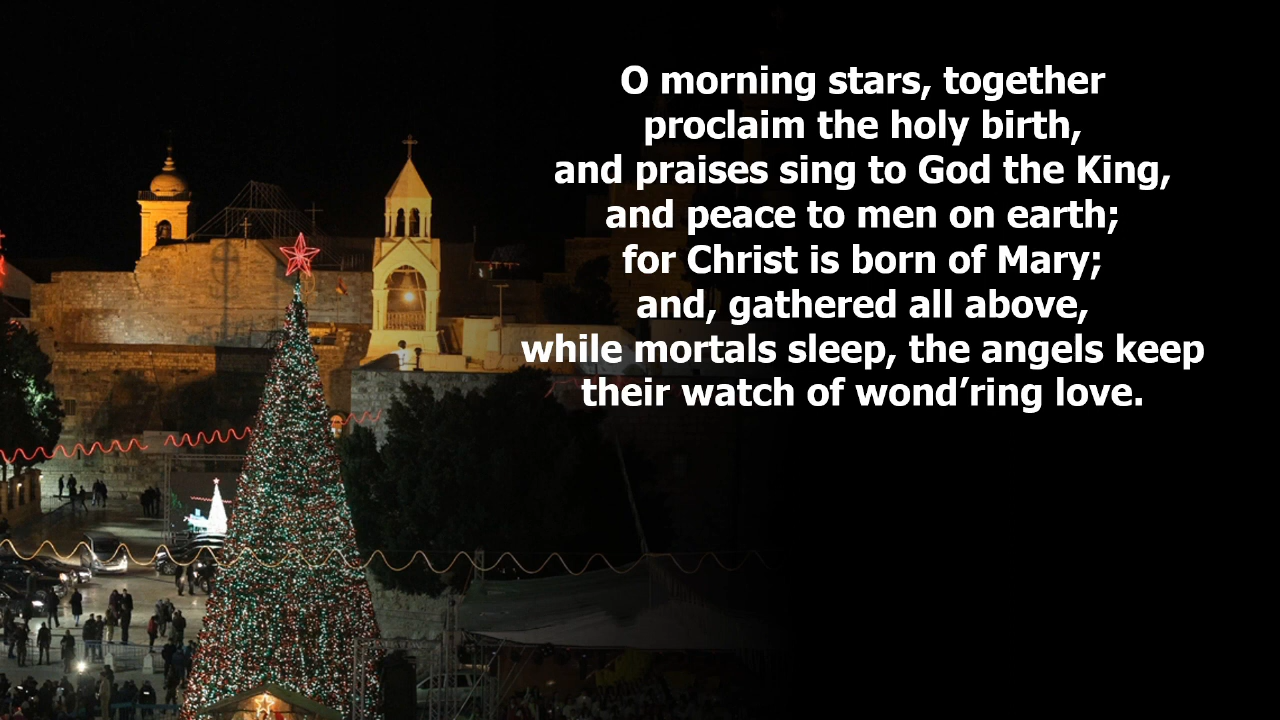 O morning stars, together
proclaim the holy birth,
and praises sing to God the King,
and peace to men on earth;
for Christ is born of Mary;
and, gathered all above,
while mortals sleep, the angels keep
their watch of wond’ring love.